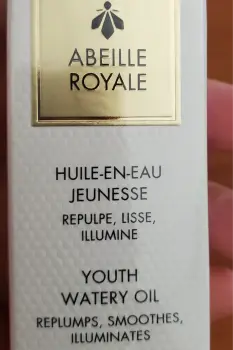 ABEILLE
ROYALE
HUILE-EN-EAU
JEUNESSE
REPULPE, LISSE,
ILLUMINE
YOUTH
WATERY OIL
REPLUMPS, SMOOTHES,
ILLUMINATES